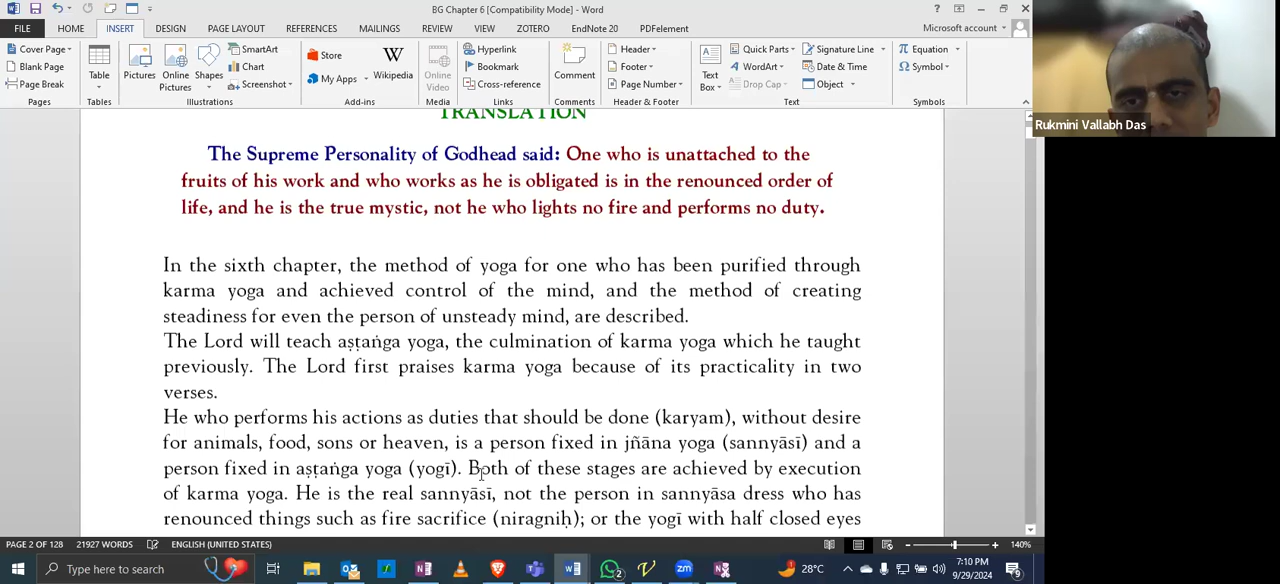 BG Chapter 6 [Compatibility Mode] - Word
FILE HOME INSERT DESIGN PAGE LAYOUT REFERENCES MAILINGS REVIEW VIEW ZOTERO EndNote 20 PDFelement Microsoft account
Cover Page
Blank Page
Page Break
Pages
Table
Tables
Pictures
Online Pictures
Shapes
SmartArt
Chart
Screenshot
Illustrations
Store
My Apps
W
Wikipedia
Add-ins
Online Video
Media
Hyperlink
Bookmark
Cross-reference
Links
Comment
Comments
Header
Footer
Page Number
Header & Footer
Text Box
Quick Parts
WordArt
Drop Cap
Signature Line
Date & Time
Object
Text
Equation
Symbol
Symbols
Rukmini Vallabh Das
TRANSLATION
The Supreme Personality of Godhead said: One who is unattached to the
fruits of his work and who works as he is obligated is in the renounced order of
life, and he is the true mystic, not he who lights no fire and performs no duty.
In the sixth chapter, the method of yoga for one who has been purified through
karma yoga and achieved control of the mind, and the method of creating
steadiness for even the person of unsteady mind, are described.
The Lord will teach aṣṭaṅga yoga, the culmination of karma yoga which he taught
previously. The Lord first praises karma yoga because of its practicality in two
verses.
He who performs his actions as duties that should be done (karyam), without desire
for animals, food, sons or heaven, is a person fixed in jñāna yoga (sannyāsī) and a
person fixed in aṣṭaṅga yoga (yogī). Both of these stages are achieved by execution
of karma yoga. He is the real sannyāsī, not the person in sannyāsa dress who has
renounced things such as fire sacrifice (niragniḥ); or the yogī with half closed eyes
PAGE 2 OF 128 21927 WORDS ENGLISH (UNITED STATES) 140%
Type here to search
28°C
7:10 PM
9/29/2024